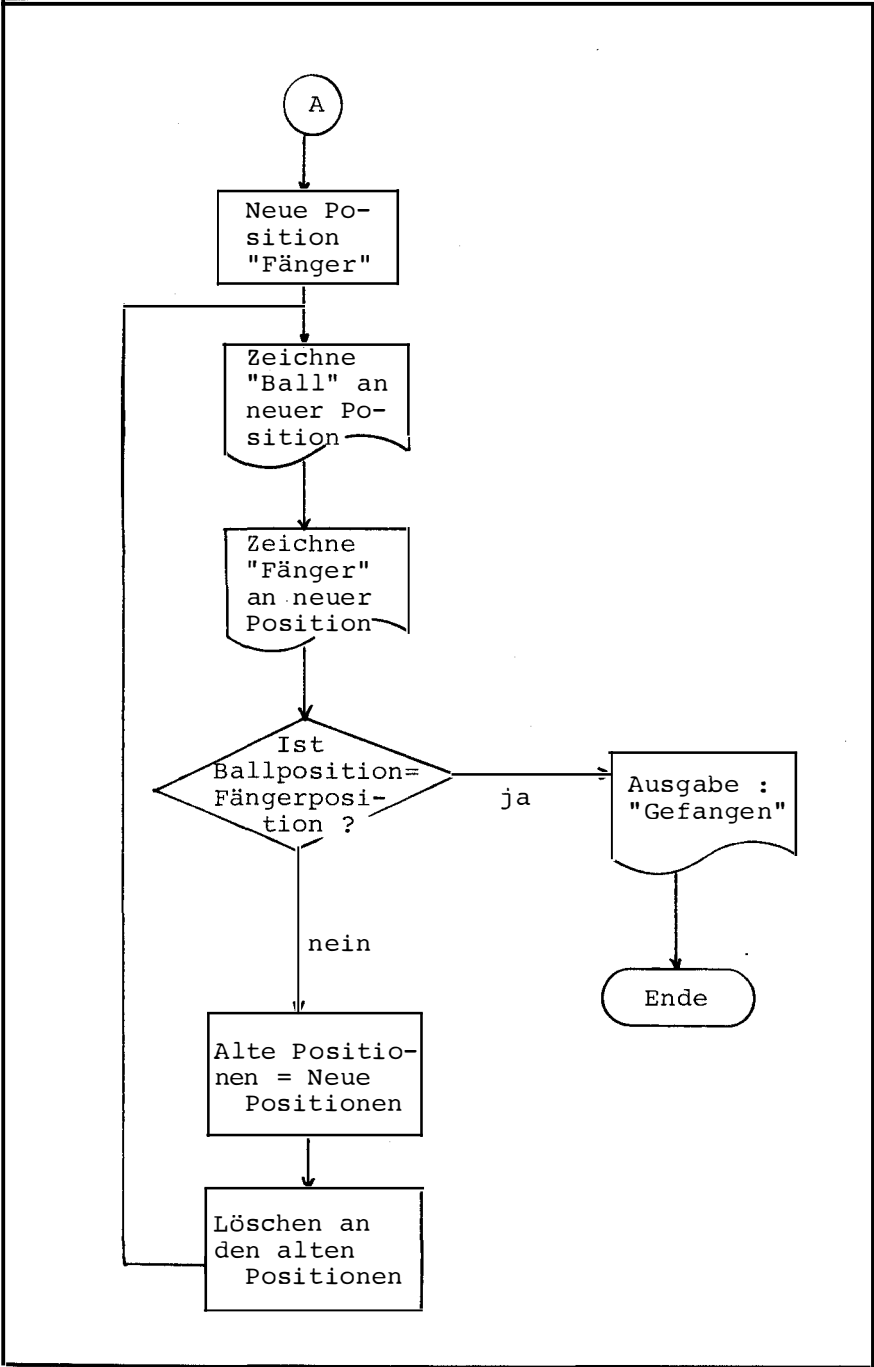 A
Neue Po-
sition
"Fänger"
Zeichne
"Ball" an
neuer Po-
sition
Zeichne
"Fänger"
an neuer
Position
Ist
Ballposition=
Fängerposi-
tion ?
ja
Ausgabe :
"Gefangen"
Ende
nein
Alte Positio-
nen = Neue
Positionen
Löschen an
den alten
Positionen